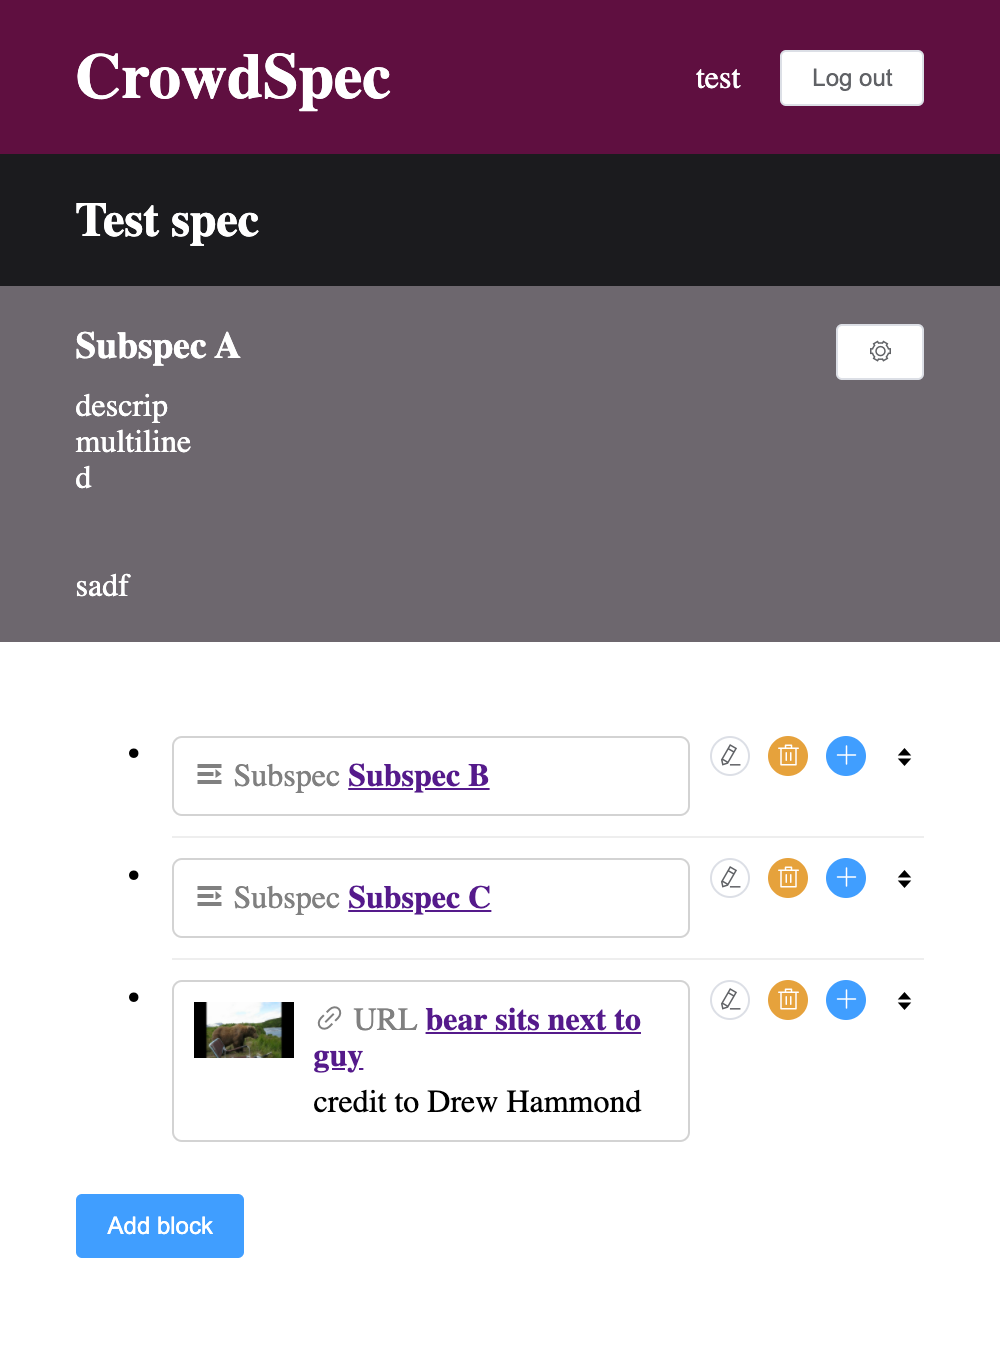 CrowdSpec
test
Log out
Test spec
Subspec A
descrip
multiline
d
sadf
Subspec Subspec B
Subspec Subspec C
URL bear sits next to
guy
credit to Drew Hammond
Add block